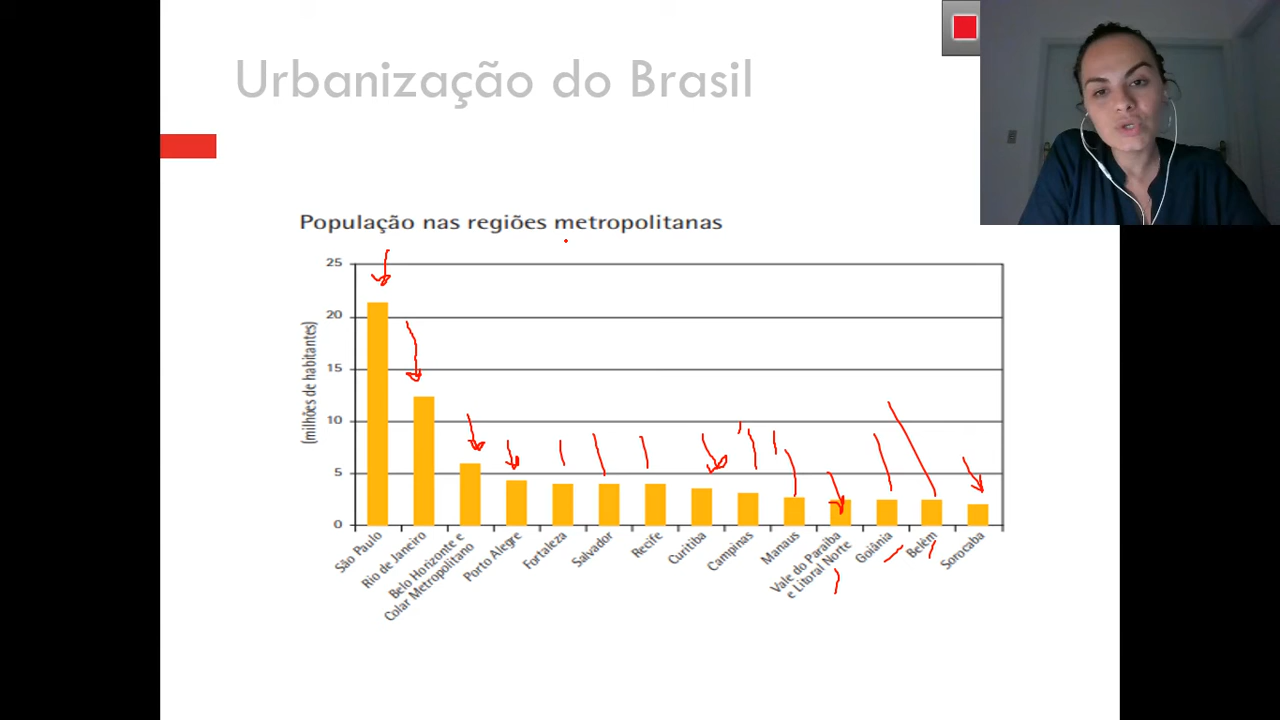 Urbanização do Brasil
População nas regiões metropolitanas
(milhões de habitantes)
25
20
15
10
5
0
São Paulo
Rio de Janeiro
Belo Horizonte e
Colar Metropolitano
Porto Alegre
Fortaleza
Salvador
Recife
Curitiba
Campinas
Manaus
Vale do Paraíba
e Litoral Norte
Goiânia
Belém
Sorocaba